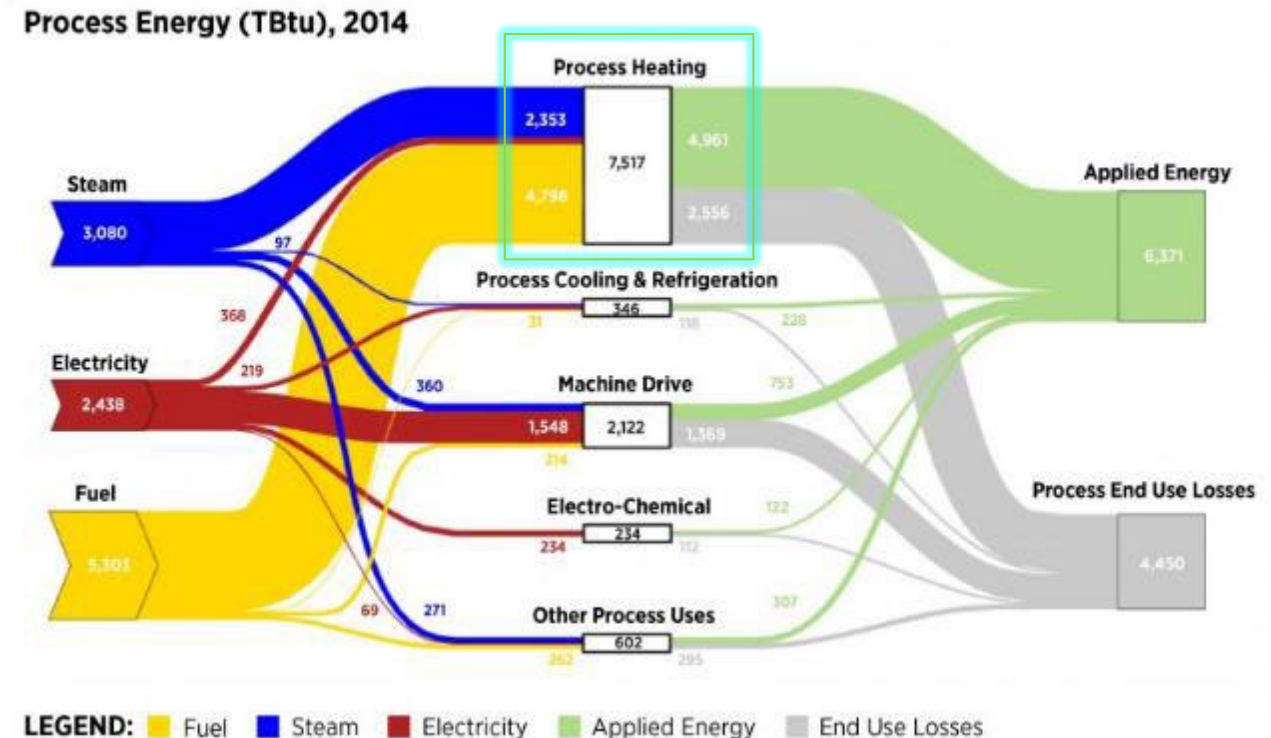 Process Energy (TBtu), 2014
Process Heating
2,353
4,961
7,517
4,796
2,556
Steam
3,080
97
Applied Energy
6,371
Process Cooling & Refrigeration
346
31
118
228
368
219
Electricity
2,438
360
Machine Drive
753
1,548
2,122
1,369
214
Fuel
5,303
Electro-Chemical
122
234
234
112
Process End Use Losses
4,450
69
271
Other Process Uses
307
602
262
295
LEGEND: Fuel Steam Electricity Applied Energy End Use Losses